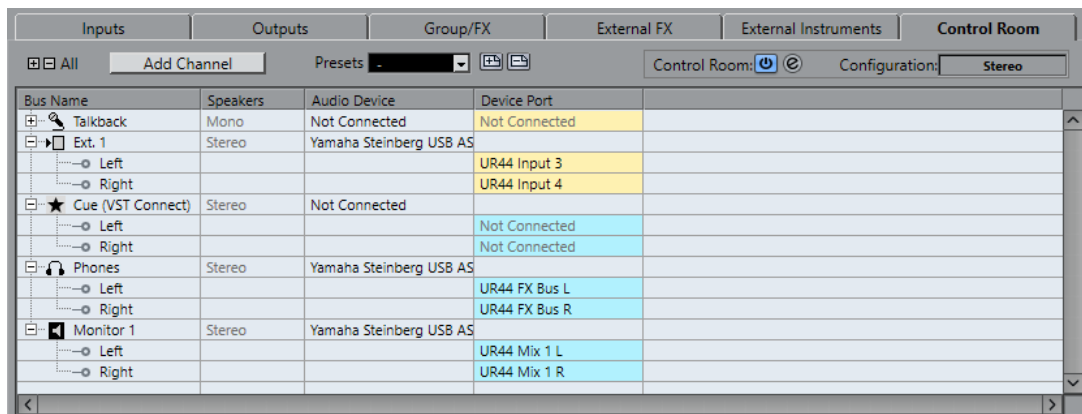 Inputs Outputs Group/FX External FX External Instruments Control Room
All Add Channel Presets - Control Room: Configuration: Stereo
Bus Name Speakers Audio Device Device Port
Talkback Mono Not Connected Not Connected
Ext. 1 Stereo Yamaha Steinberg USB AS
Left UR44 Input 3
Right UR44 Input 4
Cue (VST Connect) Stereo Not Connected
Left Not Connected
Right Not Connected
Phones Stereo Yamaha Steinberg USB AS
Left UR44 FX Bus L
Right UR44 FX Bus R
Monitor 1 Stereo Yamaha Steinberg USB AS
Left UR44 Mix 1 L
Right UR44 Mix 1 R